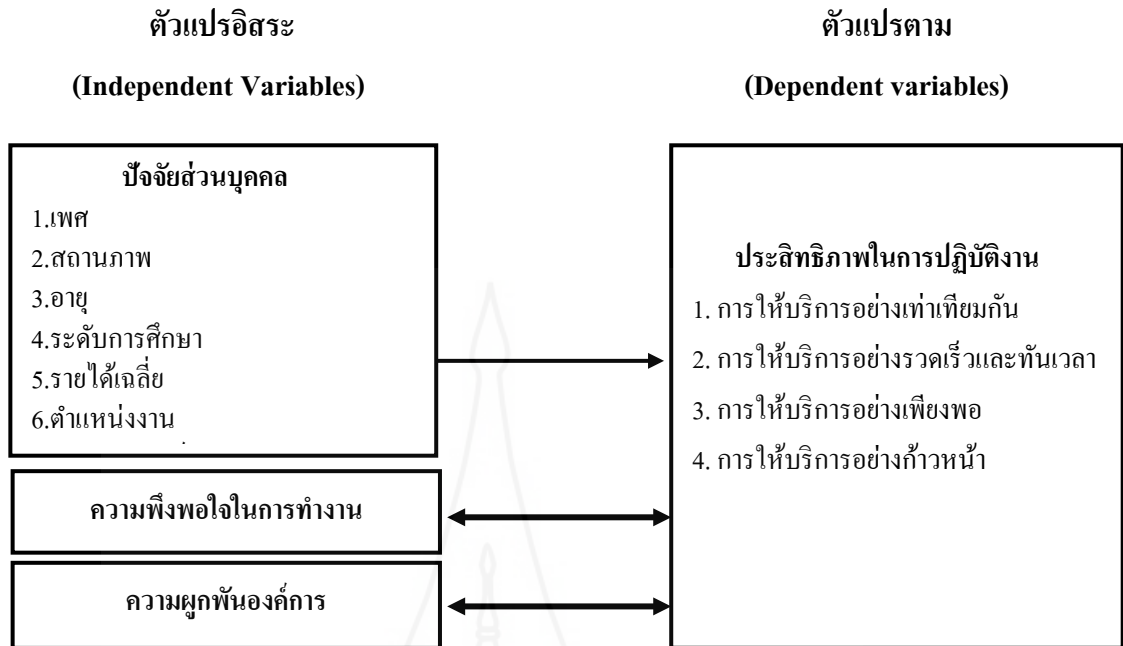 ตัวแปรอิสระ
(Independent Variables)
ปัจจัยส่วนบุคคล
1.เพศ
2.สถานภาพ
3.อายุ
4.ระดับการศึกษา
5.รายได้เฉลี่ย
6.ตำแหน่งงาน
ความพึงพอใจในการทำงาน
ความผูกพันองค์การ
ตัวแปรตาม
(Dependent variables)
ประสิทธิภาพในการปฏิบัติงาน
1. การให้บริการอย่างเท่าเทียมกัน
2. การให้บริการอย่างรวดเร็วและทันเวลา
3. การให้บริการอย่างเพียงพอ
4. การให้บริการอย่างก้าวหน้า